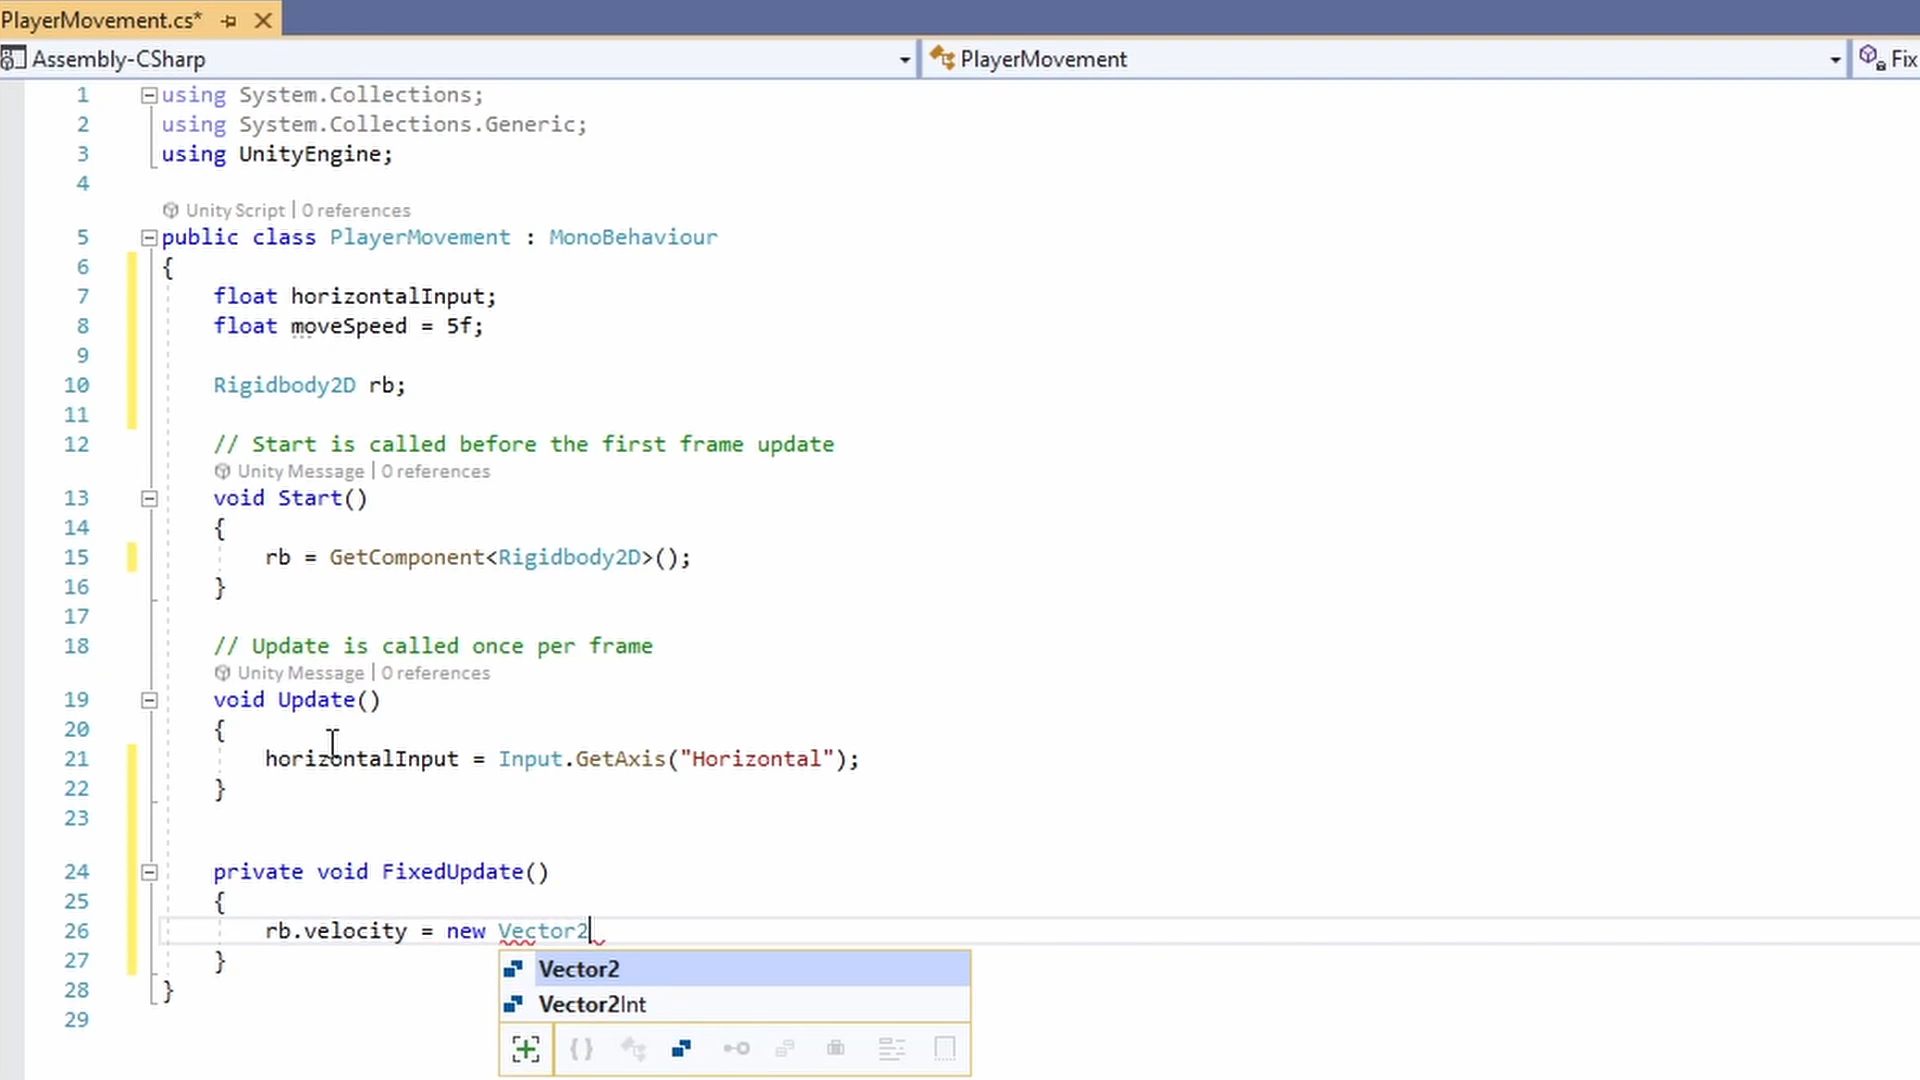 PlayerMovement.cs*
Assembly-CSharp
PlayerMovement
Fix
1 using System.Collections;
2 using System.Collections.Generic;
3 using UnityEngine;
4
Unity Script | 0 references
5 public class PlayerMovement : MonoBehaviour
6 {
7 float horizontalInput;
8 float moveSpeed = 5f;
9
10 Rigidbody2D rb;
11
12 // Start is called before the first frame update
Unity Message | 0 references
13 void Start()
14 {
15 rb = GetComponent<Rigidbody2D>();
16 }
17
18 // Update is called once per frame
Unity Message | 0 references
19 void Update()
20 {
21 horizontalInput = Input.GetAxis("Horizontal");
22 }
23
24 private void FixedUpdate()
25 {
26 rb.velocity = new Vector2
27 }
28 }
29
Vector2
Vector2Int